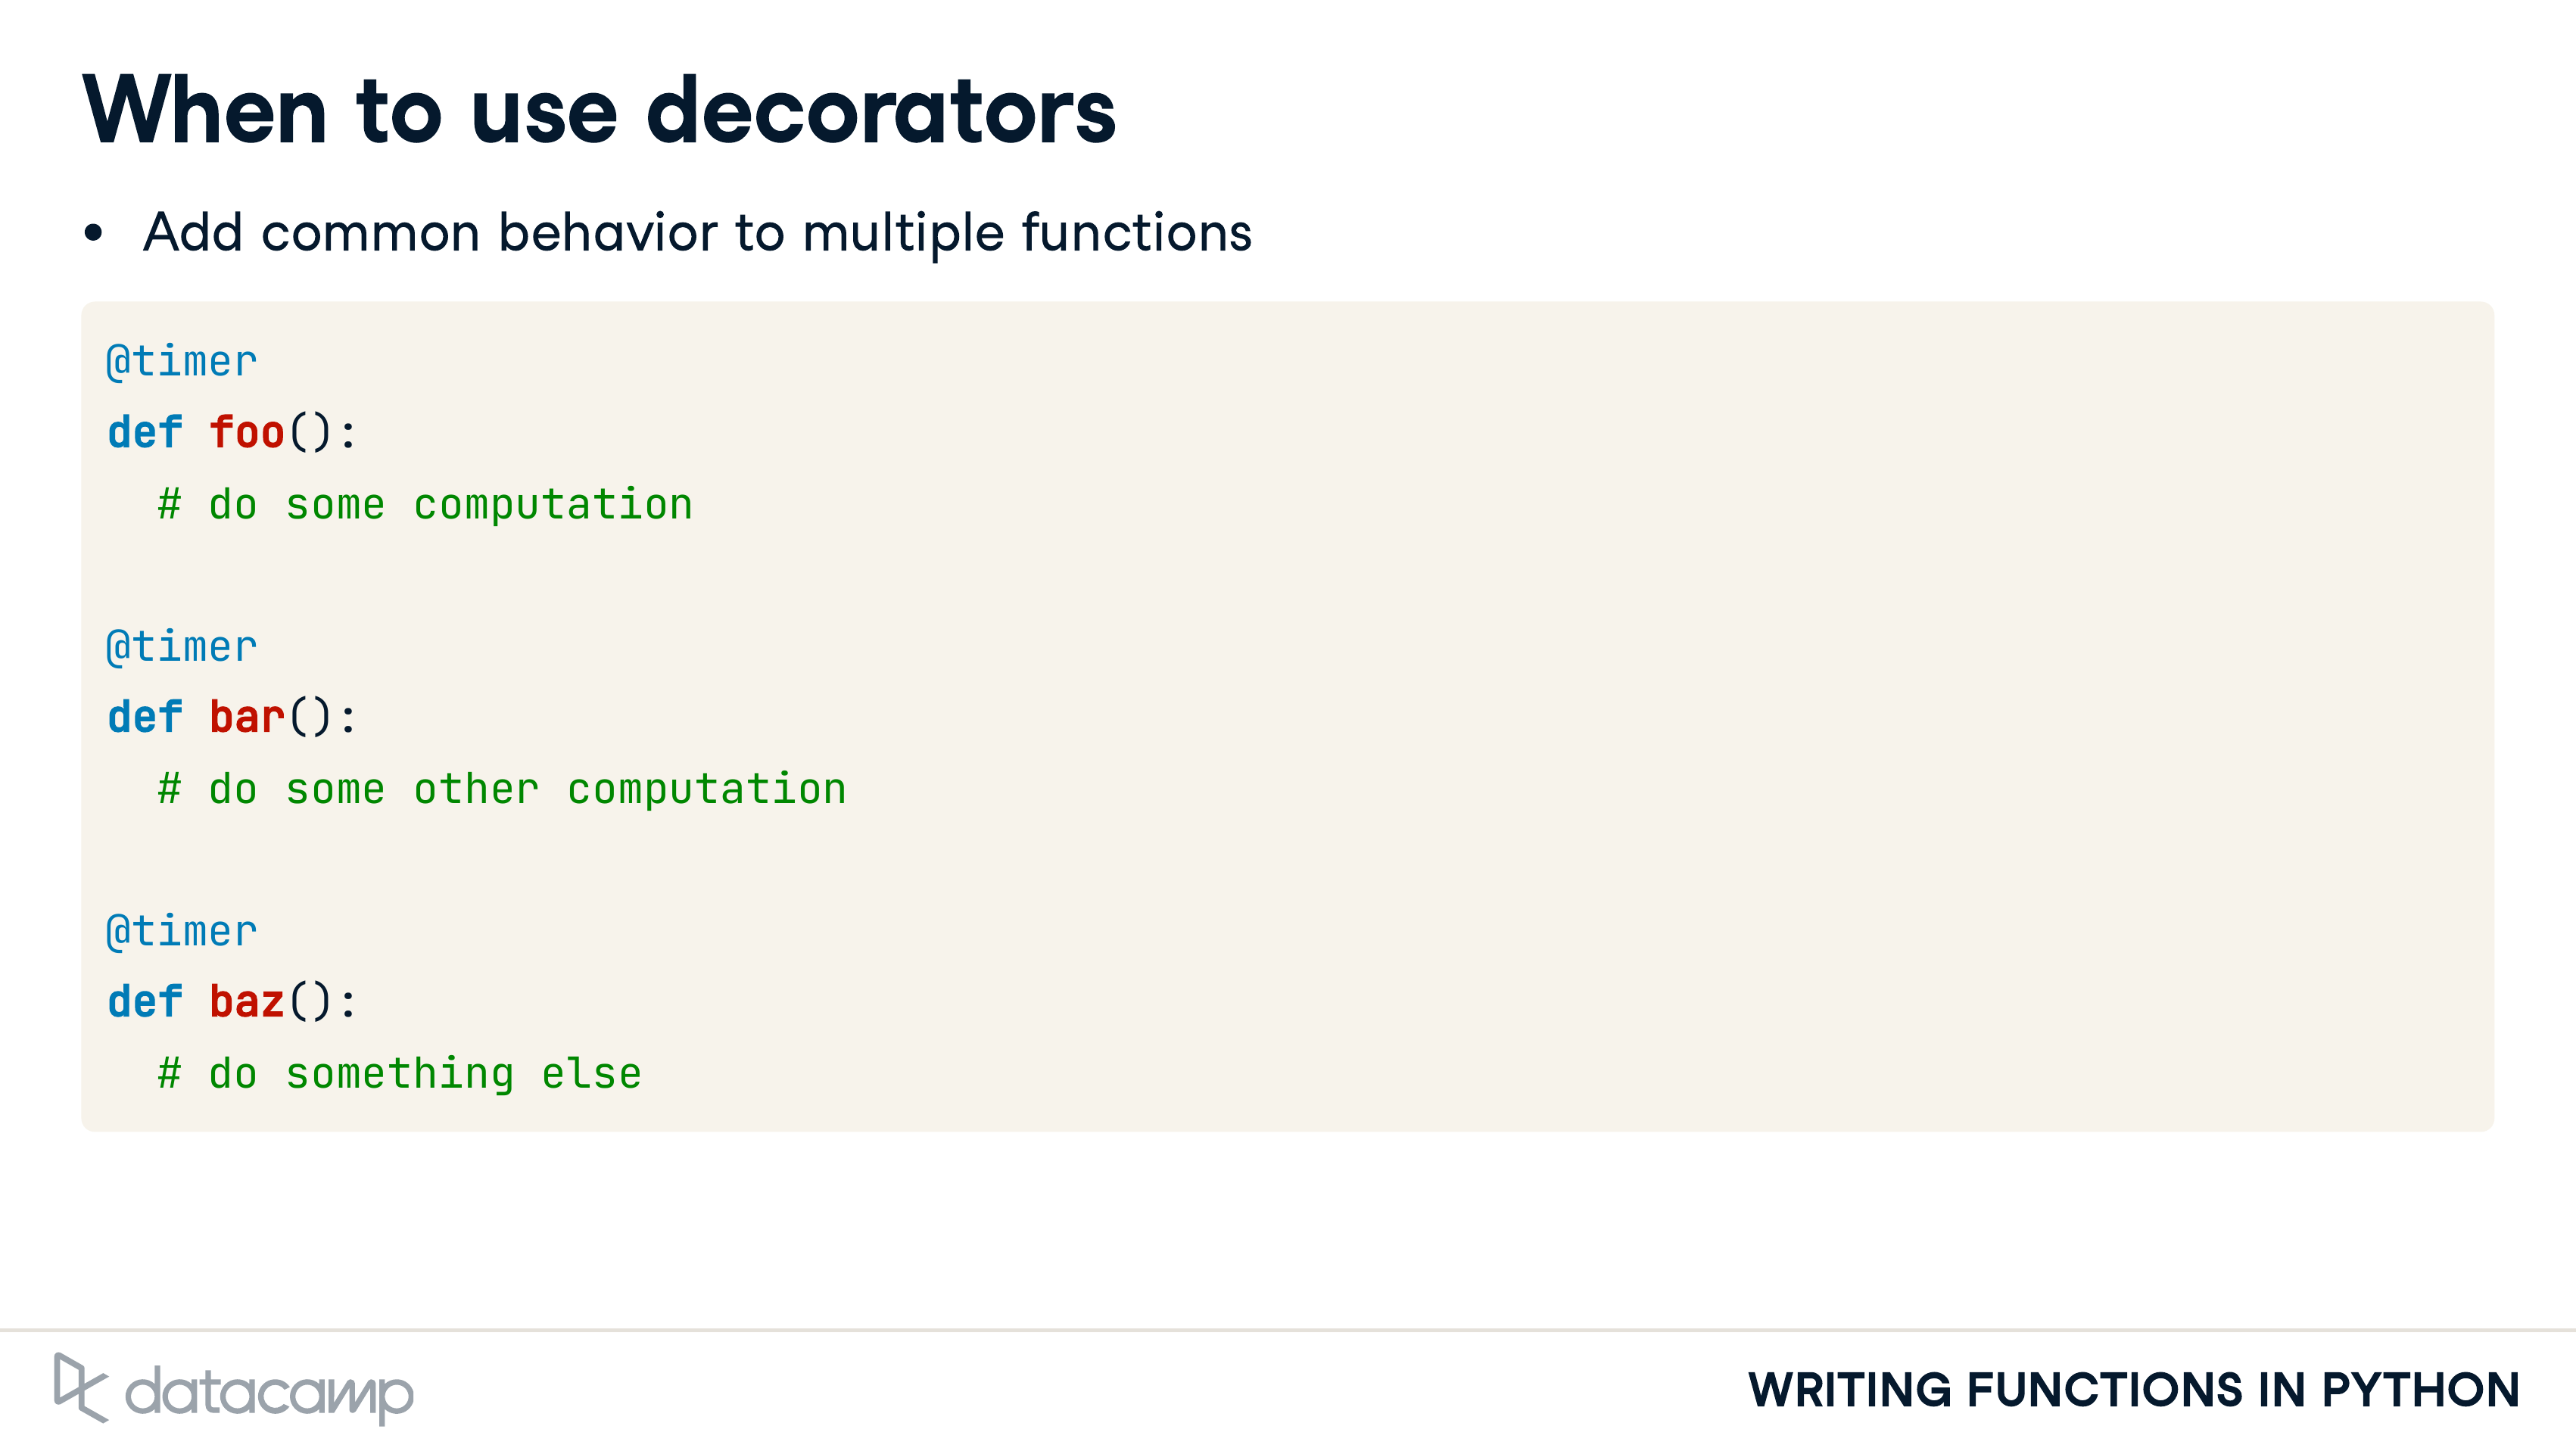 When to use decorators
• Add common behavior to multiple functions
@timer
def foo():
  # do some computation
@timer
def bar():
  # do some other computation
@timer
def baz():
  # do something else
datacamp
WRITING FUNCTIONS IN PYTHON